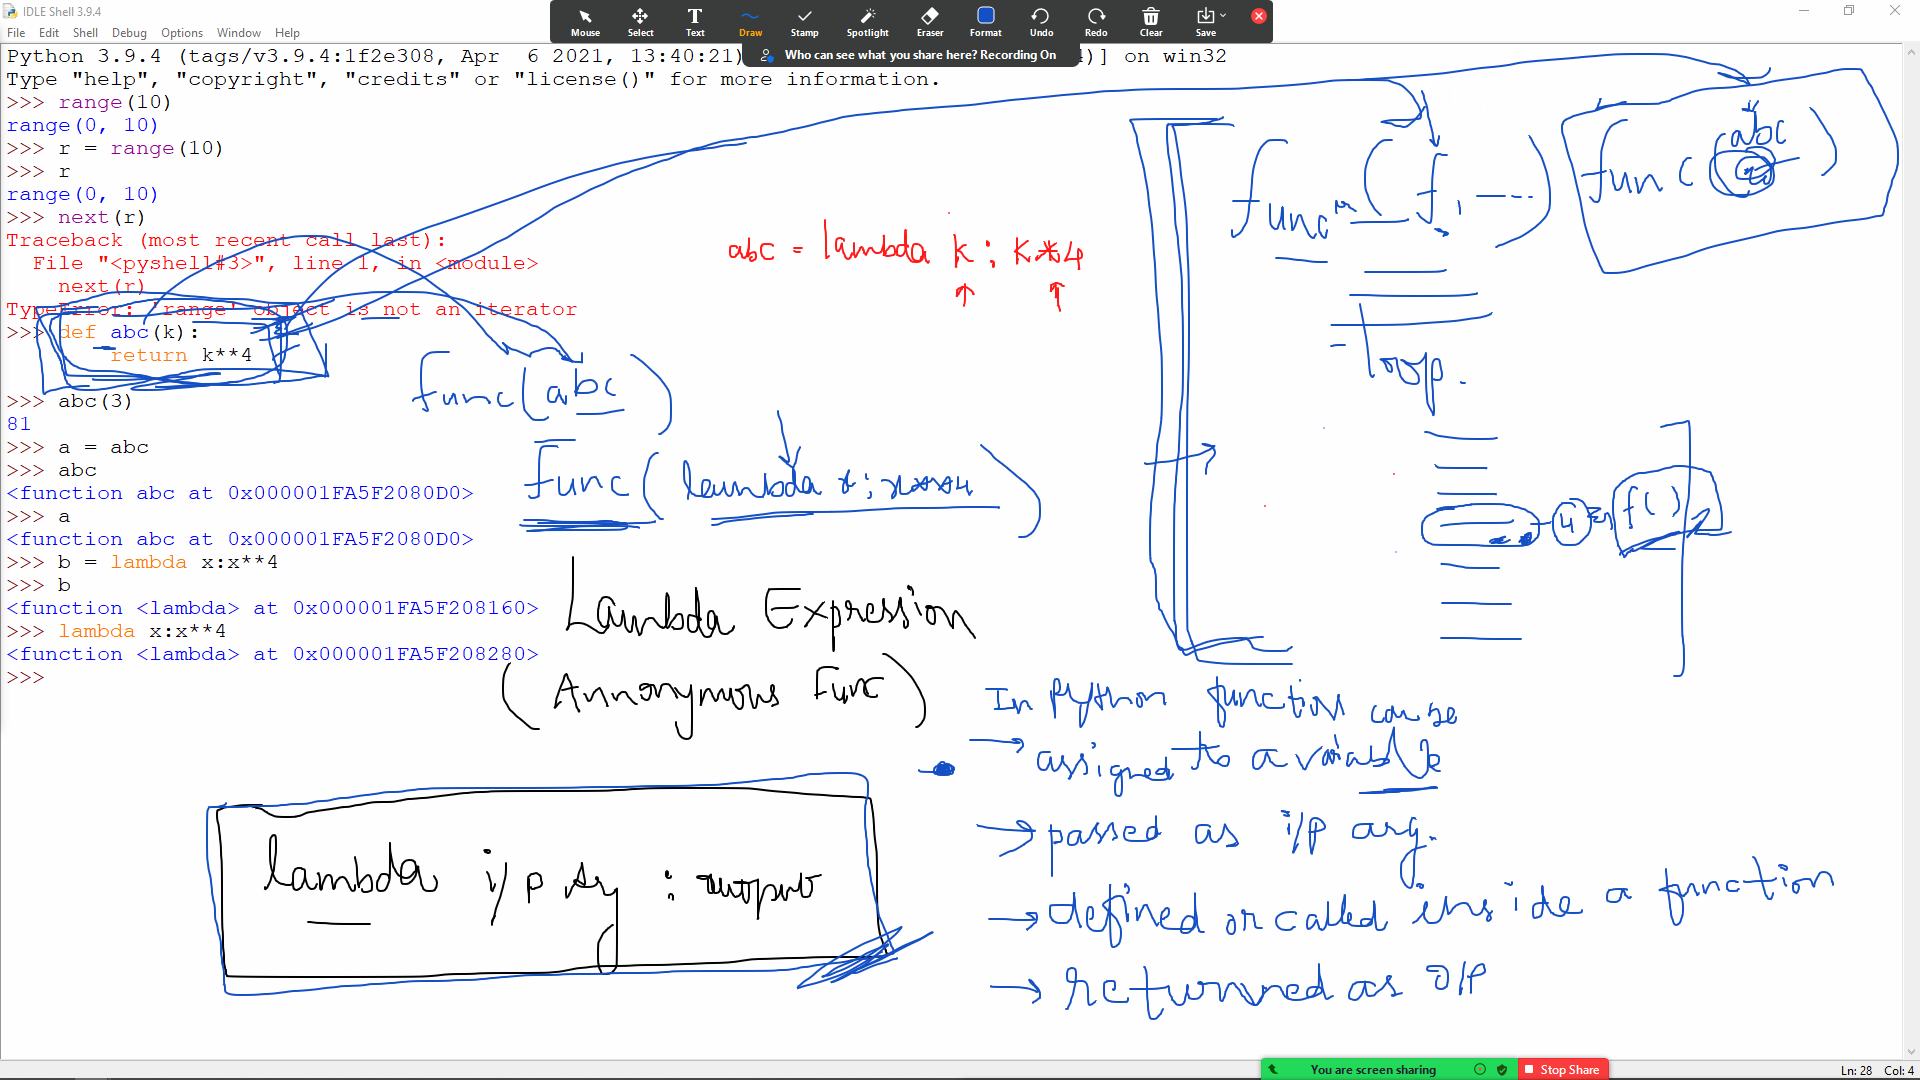 IDLE Shell 3.9.4
File Edit Shell Debug Options Window Help
Mouse Select Text Draw Stamp Spotlight Eraser Format Undo Redo Clear Save
Who can see what you share here? Recording On
Python 3.9.4 (tags/v3.9.4:1f2e308, Apr  6 2021, 13:40:21) 4)] on win32
Type "help", "copyright", "credits" or "license()" for more information.
>>> range(10)
range(0, 10)
>>> r = range(10)
>>> r
range(0, 10)
>>> next(r)
Traceback (most recent call last):
  File "<pyshell#3>", line 1, in <module>
    next(r)
TypeError: 'range' object is not an iterator
>>> def abc(k):
        return k**4

>>> abc(3)
81
>>> a = abc
>>> abc
<function abc at 0x000001FA5F2080D0>
>>> a
<function abc at 0x000001FA5F2080D0>
>>> b = lambda x:x**4
>>> b
<function <lambda> at 0x000001FA5F208160>
>>> lambda x:x**4
<function <lambda> at 0x000001FA5F208280>
>>>
abc = lambda k : k**4
func(abc)
func(lambda x : x**4)
Lambda Expression
(Annonymous Func)
lambda i/p arg : output
func (f, ---)
loop.
func(abc)
4
f()
In Python function can be
→ assigned to a variable
→ passed as i/p arg.
→ defined or called inside a function
→ returned as o/p
You are screen sharing
Stop Share
Ln: 28 Col: 4